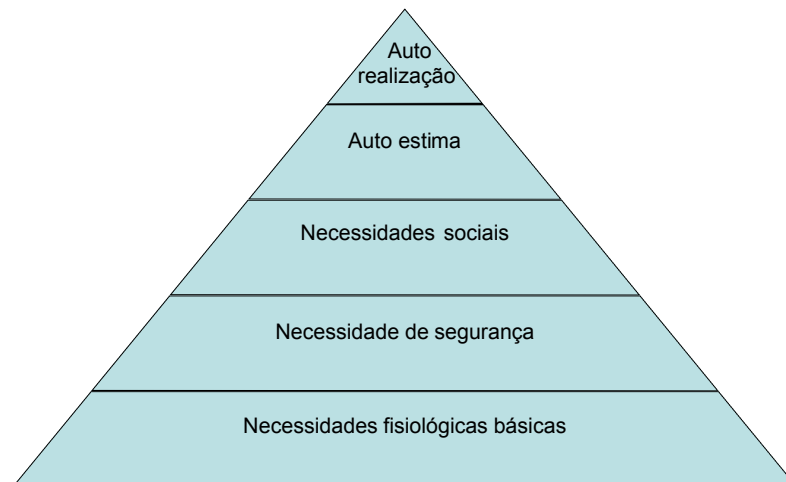 Auto
realização
Auto estima
Necessidades sociais
Necessidade de segurança
Necessidades fisiológicas básicas